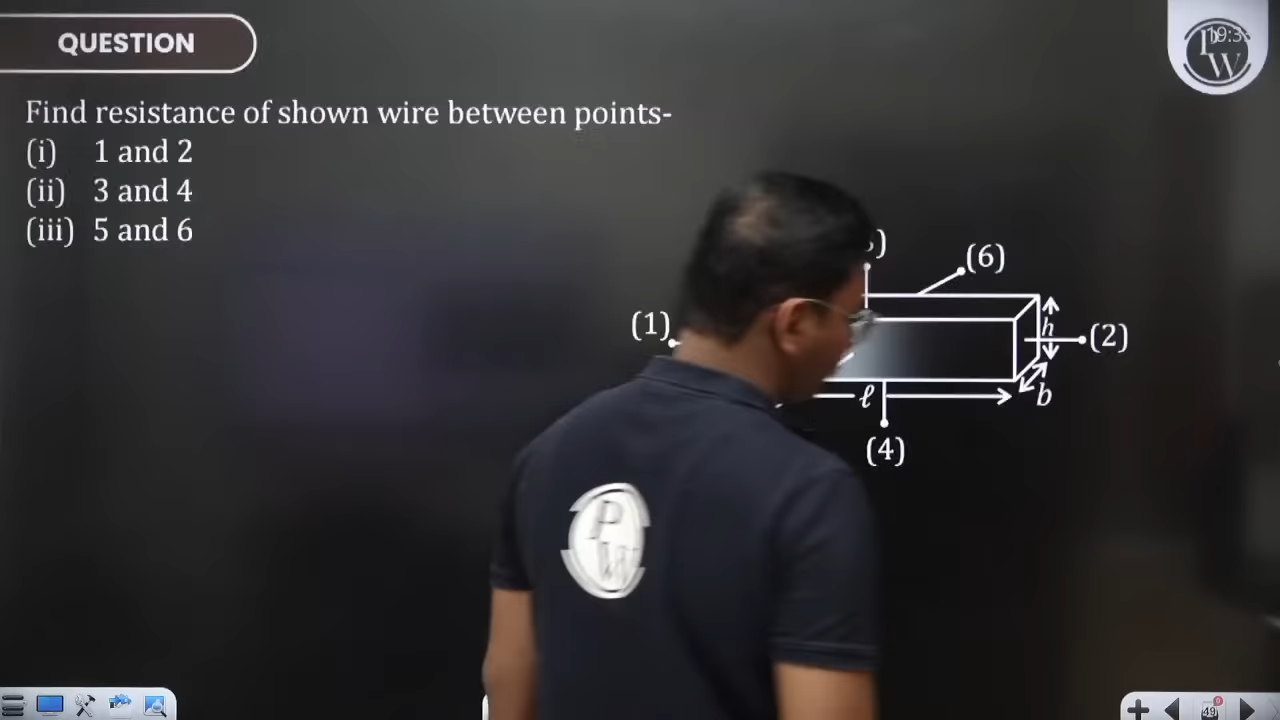 QUESTION
Find resistance of shown wire between points-
(i) 1 and 2
(ii) 3 and 4
(iii) 5 and 6
(6)
(1)
h
(2)
ℓ
b
(4)
P
W
49